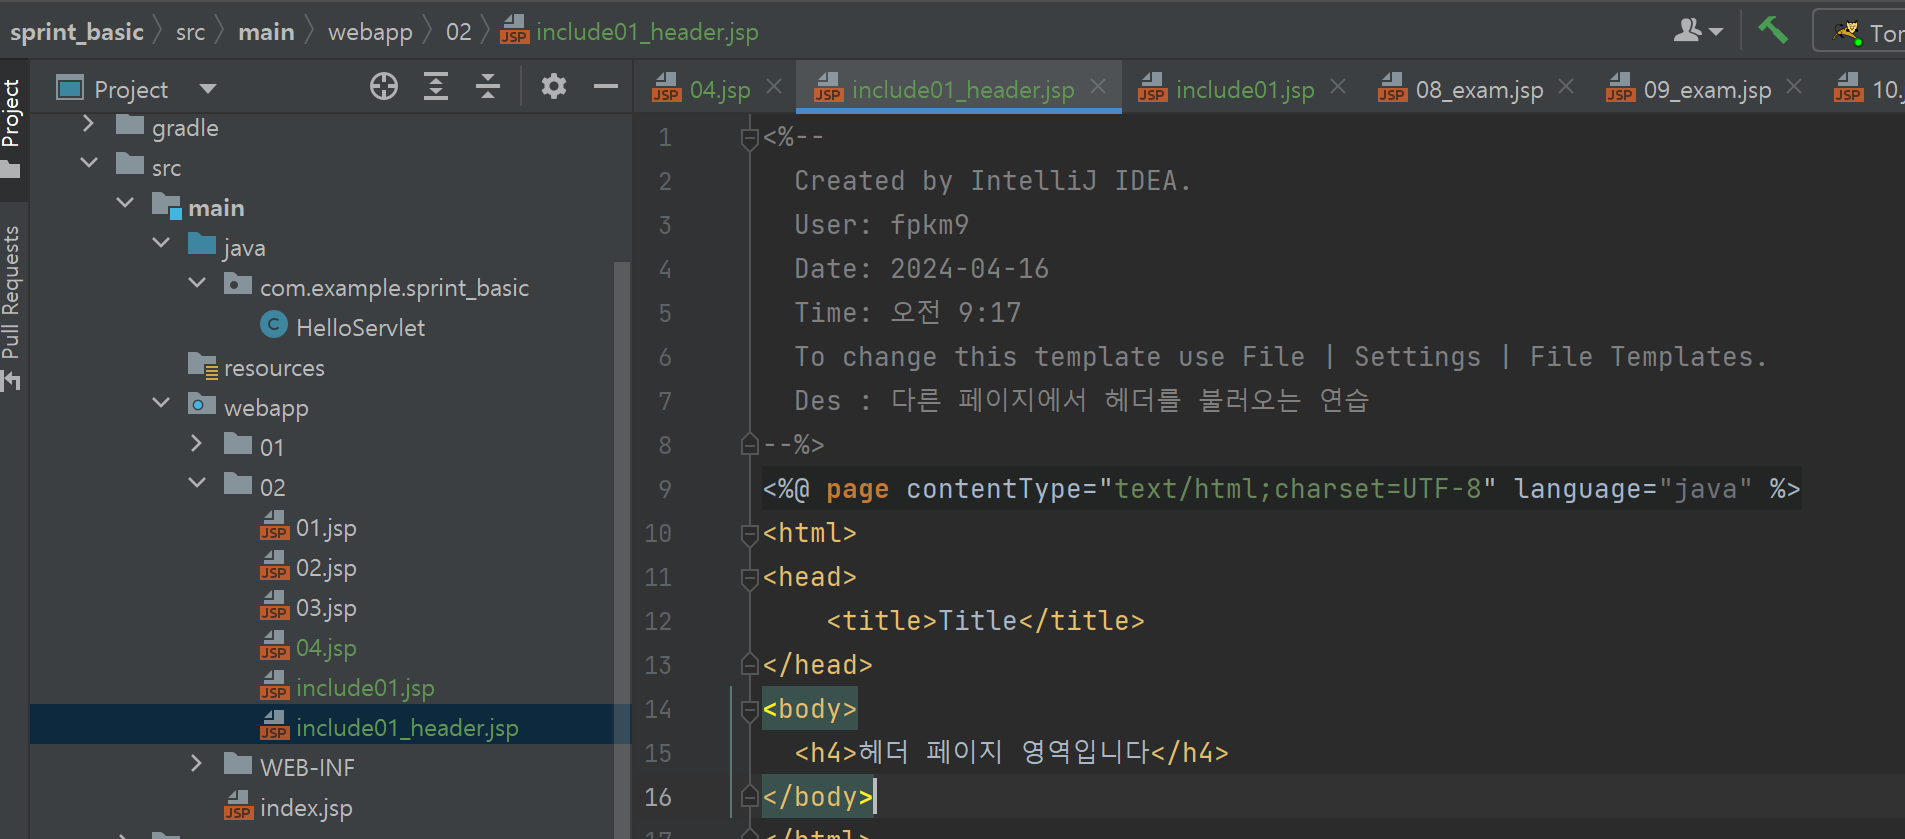 sprint_basic src main webapp 02 include01_header.jsp
Tor
Project
04.jsp include01_header.jsp include01.jsp 08_exam.jsp 09_exam.jsp 10.
Project
Pull Requests
gradle
src
main
java
com.example.sprint_basic
HelloServlet
resources
webapp
01
02
01.jsp
02.jsp
03.jsp
04.jsp
include01.jsp
include01_header.jsp
WEB-INF
index.jsp
1 <%--
2 Created by IntelliJ IDEA.
3 User: fpkm9
4 Date: 2024-04-16
5 Time: 오전 9:17
6 To change this template use File | Settings | File Templates.
7 Des : 다른 페이지에서 헤더를 불러오는 연습
8 --%>
9 <%@ page contentType="text/html;charset=UTF-8" language="java" %>
10 <html>
11 <head>
12 <title>Title</title>
13 </head>
14 <body>
15 <h4>헤더 페이지 영역입니다</h4>
16 </body>
17 </html>